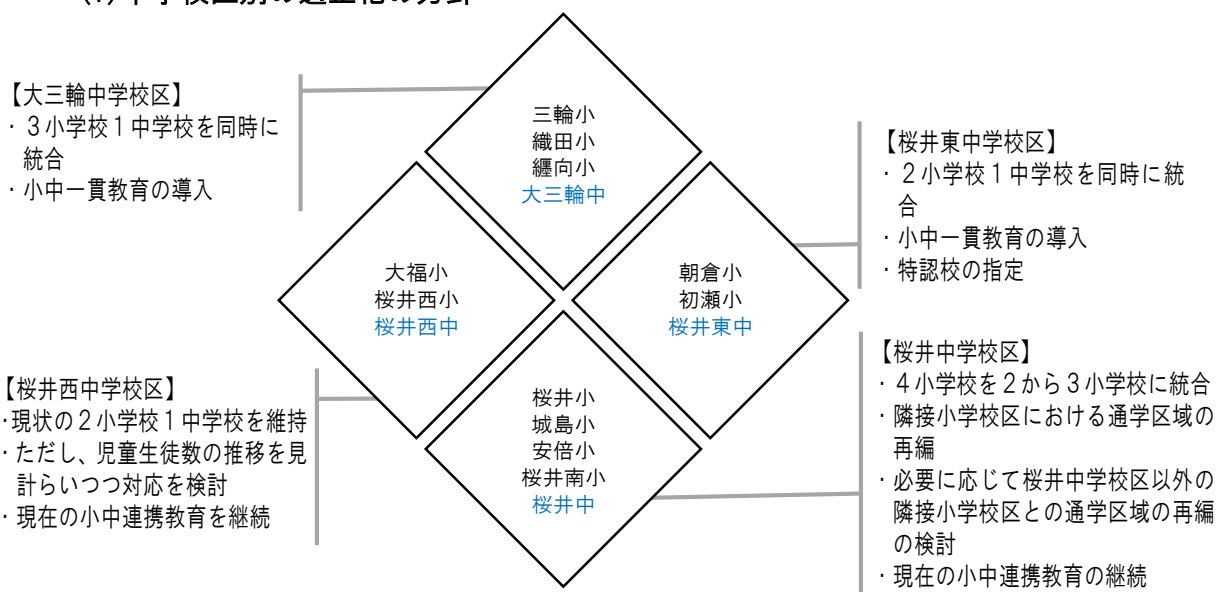 【大三輪中学校区】
・３小学校１中学校を同時に
統合
・小中一貫教育の導入
三輪小
織田小
纒向小
大三輪中
【桜井東中学校区】
・２小学校１中学校を同時に統
合
・小中一貫教育の導入
・特認校の指定
大福小
桜井西小
桜井西中
朝倉小
初瀬小
桜井東中
【桜井西中学校区】
・現状の２小学校１中学校を維持
・ただし、児童生徒数の推移を見
計らいつつ対応を検討
・現在の小中連携教育を継続
桜井小
城島小
安倍小
桜井南小
桜井中
【桜井中学校区】
・４小学校を２から３小学校に統合
・隣接小学校区における通学区域の
再編
・必要に応じて桜井中学校区以外の
隣接小学校区との通学区域の再編
の検討
・現在の小中連携教育の継続